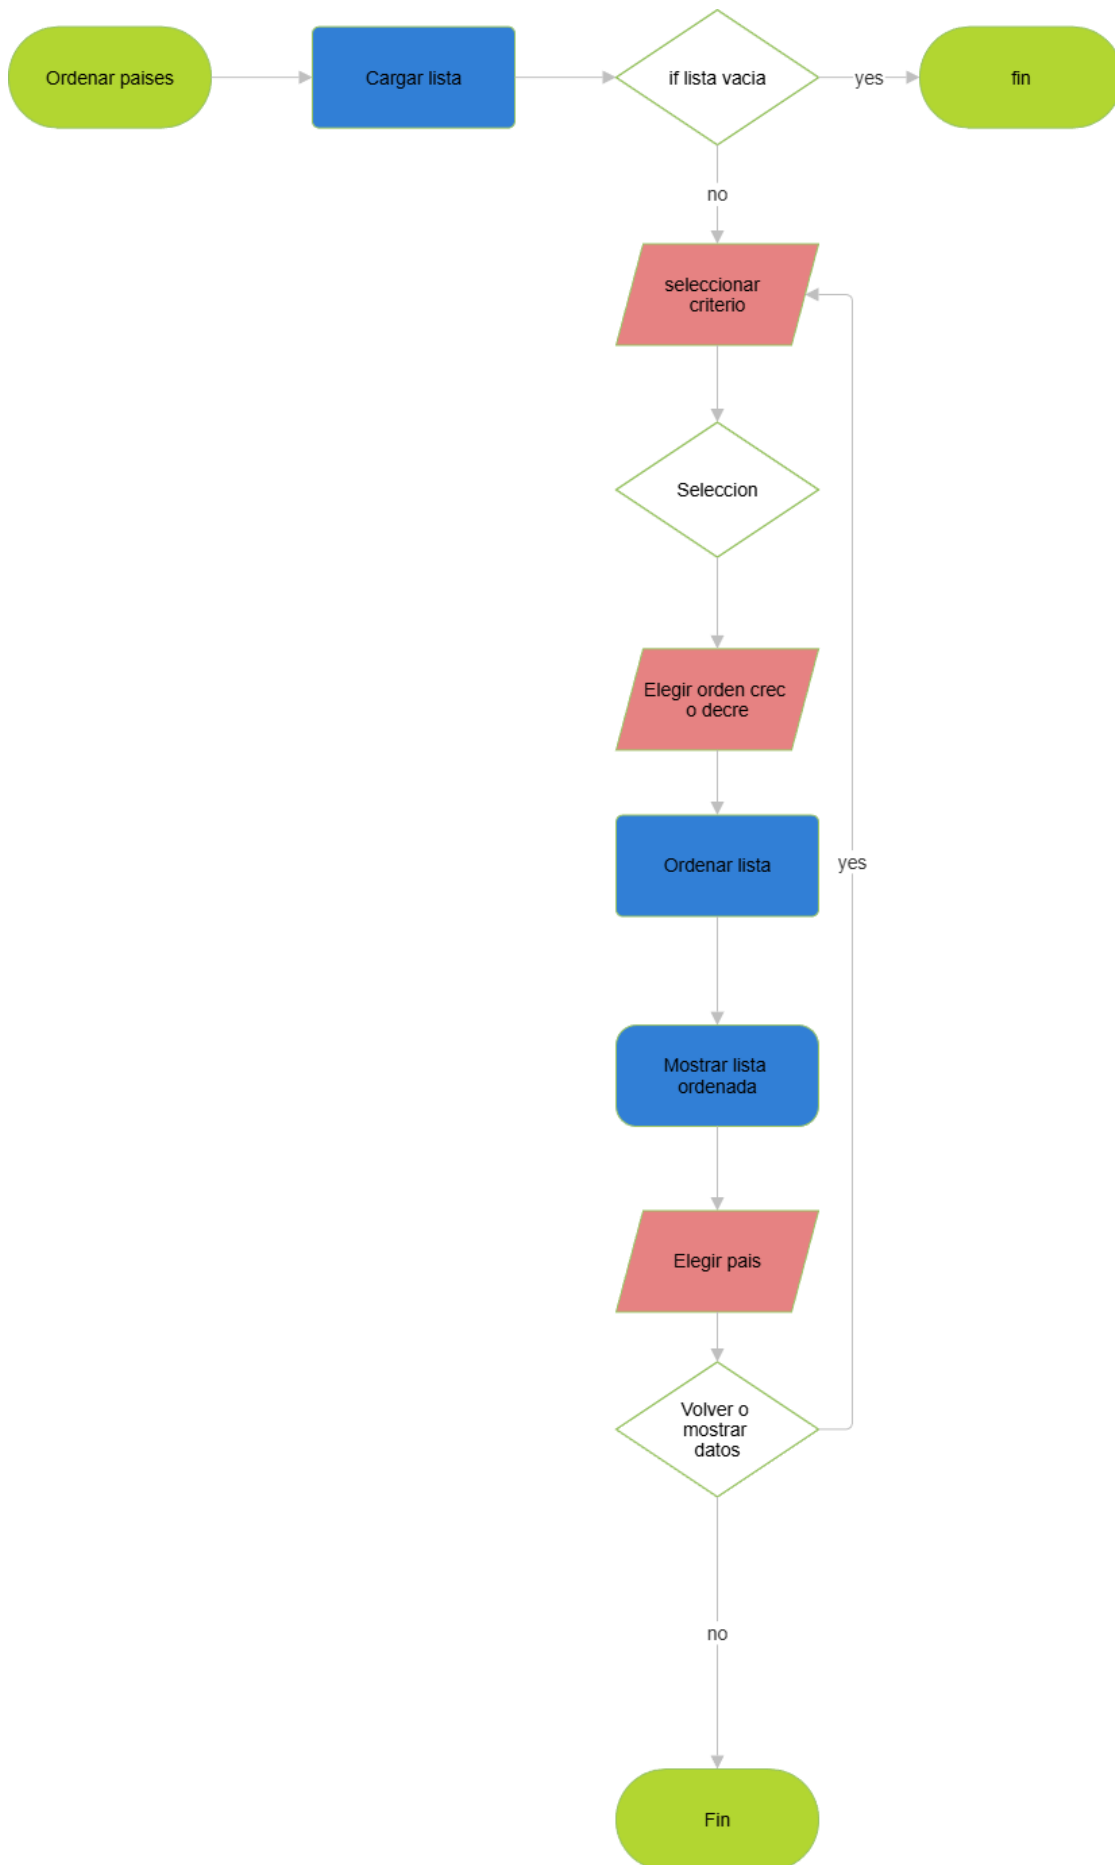 Ordenar paises
Cargar lista
if lista vacia
yes
fin
no
seleccionar
criterio
Seleccion
Elegir orden crec
o decre
Ordenar lista
yes
Mostrar lista
ordenada
Elegir pais
Volver o
mostrar
datos
no
Fin